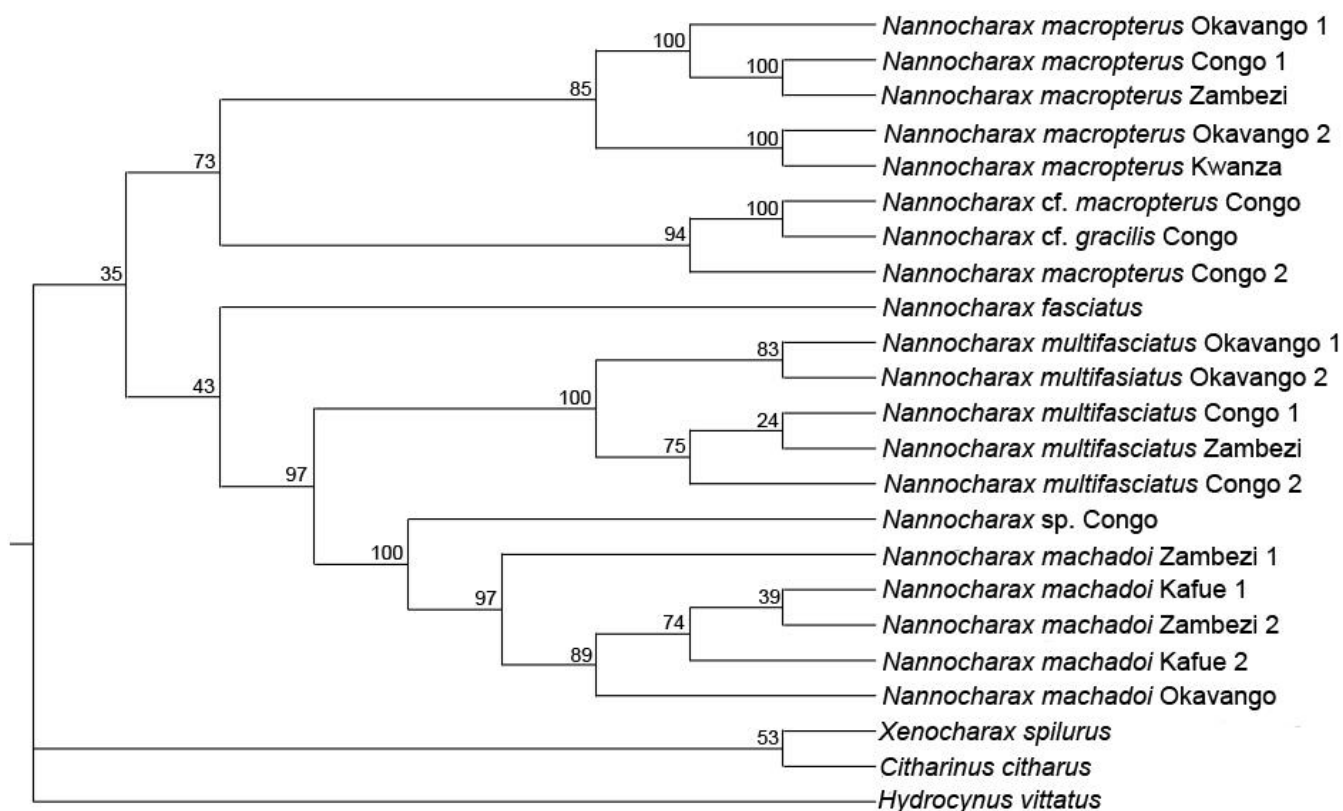 Nannocharax macropterus Okavango 1
100
Nannocharax macropterus Congo 1
100
Nannocharax macropterus Zambezi
85
Nannocharax macropterus Okavango 2
100
Nannocharax macropterus Kwanza
73
Nannocharax cf. macropterus Congo
100
Nannocharax cf. gracilis Congo
94
Nannocharax macropterus Congo 2
35
Nannocharax fasciatus
Nannocharax multifasciatus Okavango 1
83
Nannocharax multifasiatus Okavango 2
43
100
Nannocharax multifasciatus Congo 1
24
Nannocharax multifasciatus Zambezi
75
Nannocharax multifasciatus Congo 2
97
Nannocharax sp. Congo
100
Nannocharax machadoi Zambezi 1
Nannocharax machadoi Kafue 1
39
97
Nannocharax machadoi Zambezi 2
74
Nannocharax machadoi Kafue 2
89
Nannocharax machadoi Okavango
Xenocharax spilurus
53
Citharinus citharus
Hydrocynus vittatus